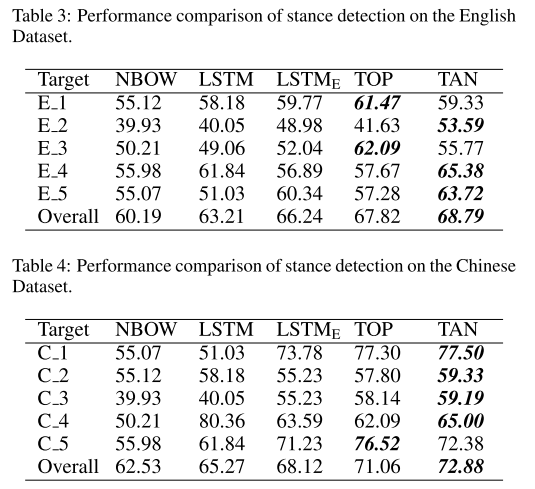 Table 3: Performance comparison of stance detection on the English
Dataset.
Target NBOW LSTM LSTME TOP TAN
E_1 55.12 58.18 59.77 61.47 59.33
E_2 39.93 40.05 48.98 41.63 53.59
E_3 50.21 49.06 52.04 62.09 55.77
E_4 55.98 61.84 56.89 57.67 65.38
E_5 55.07 51.03 60.34 57.28 63.72
Overall 60.19 63.21 66.24 67.82 68.79
Table 4: Performance comparison of stance detection on the Chinese
Dataset.
Target NBOW LSTM LSTME TOP TAN
C_1 55.07 51.03 73.78 77.30 77.50
C_2 55.12 58.18 55.23 57.80 59.33
C_3 39.93 40.05 55.23 58.14 59.19
C_4 50.21 80.36 63.59 62.09 65.00
C_5 55.98 61.84 71.23 76.52 72.38
Overall 62.53 65.27 68.12 71.06 72.88